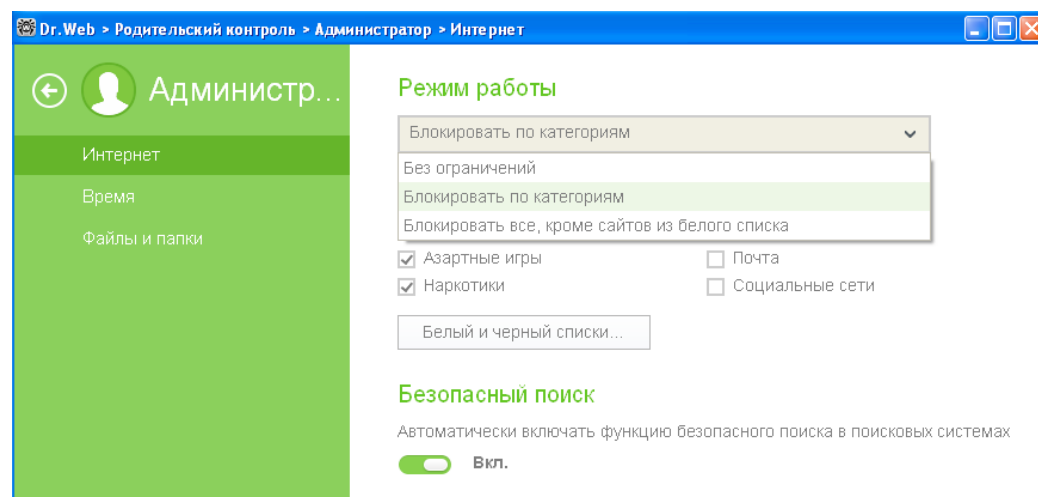 Dr.Web > Родительский контроль > Администратор > Интернет
Администр...
Интернет
Время
Файлы и папки
Режим работы
Блокировать по категориям
Без ограничений
Блокировать по категориям
Блокировать все, кроме сайтов из белого списка
Азартные игры
Почта
Наркотики
Социальные сети
Белый и черный списки...
Безопасный поиск
Автоматически включать функцию безопасного поиска в поисковых системах
Вкл.